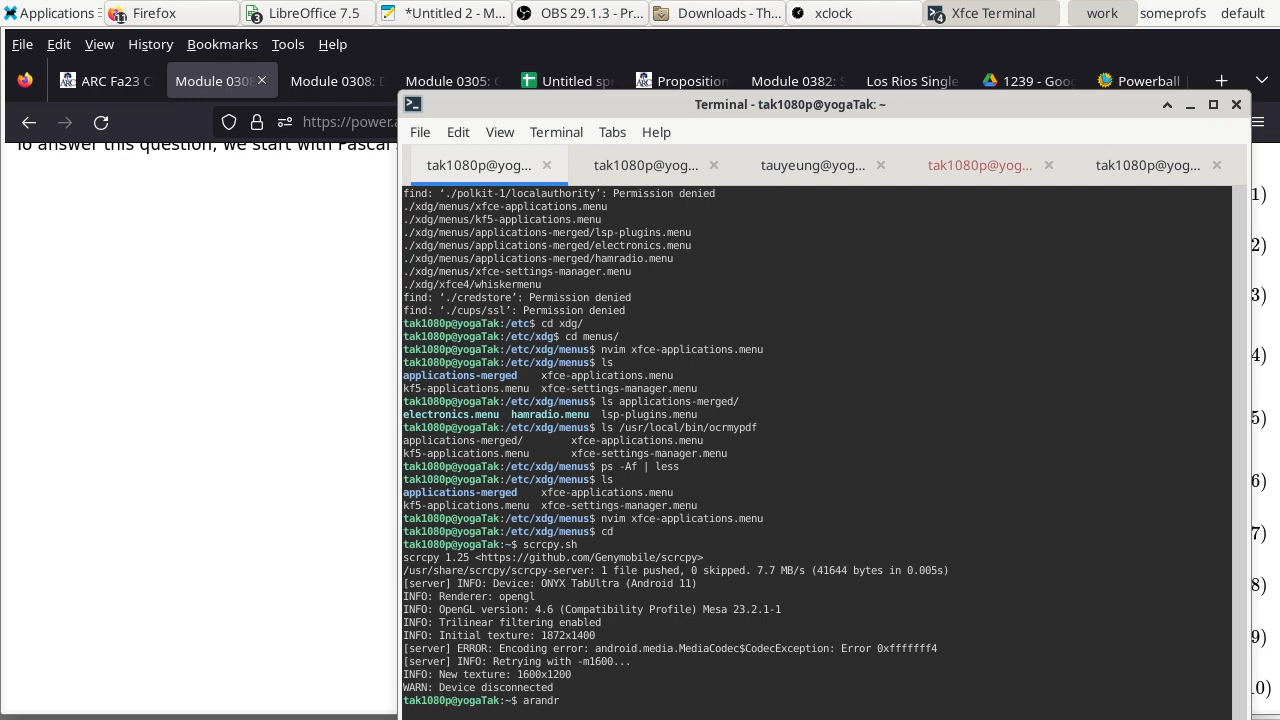 Applications
11 Firefox
3 LibreOffice 7.5
*Untitled 2 - M...
OBS 29.1.3 - Pr...
Downloads - Th...
xclock
4 Xfce Terminal
work
someprofs
default
File Edit View History Bookmarks Tools Help
ARC Fa23 C
Module 0308
Module 0308: D
Module 0305: C
Untitled sp
Proposition
Module 0382: S
Los Rios Single
1239 - Goo
Powerball
https://power.a
To answer this question, we start with Pascal
Terminal - tak1080p@yogaTak: ~
File Edit View Terminal Tabs Help
tak1080p@yog...
tak1080p@yog...
tauyeung@yog...
tak1080p@yog...
tak1080p@yog...
find: ‘./polkit-1/localauthority’: Permission denied
./xdg/menus/xfce-applications.menu
./xdg/menus/kf5-applications.menu
./xdg/menus/applications-merged/lsp-plugins.menu
./xdg/menus/applications-merged/electronics.menu
./xdg/menus/applications-merged/hamradio.menu
./xdg/menus/xfce-settings-manager.menu
./xdg/xfce4/whiskermenu
find: ‘./credstore’: Permission denied
find: ‘./cups/ssl’: Permission denied
tak1080p@yogaTak:/etc$ cd xdg/
tak1080p@yogaTak:/etc/xdg$ cd menus/
tak1080p@yogaTak:/etc/xdg/menus$ nvim xfce-applications.menu
tak1080p@yogaTak:/etc/xdg/menus$ ls
applications-merged xfce-applications.menu
kf5-applications.menu xfce-settings-manager.menu
tak1080p@yogaTak:/etc/xdg/menus$ ls applications-merged/
electronics.menu hamradio.menu lsp-plugins.menu
tak1080p@yogaTak:/etc/xdg/menus$ ls /usr/local/bin/ocrmypdf
applications-merged/ xfce-applications.menu
kf5-applications.menu xfce-settings-manager.menu
tak1080p@yogaTak:/etc/xdg/menus$ ps -Af | less
tak1080p@yogaTak:/etc/xdg/menus$ ls
applications-merged xfce-applications.menu
kf5-applications.menu xfce-settings-manager.menu
tak1080p@yogaTak:/etc/xdg/menus$ nvim xfce-applications.menu
tak1080p@yogaTak:/etc/xdg/menus$ cd
tak1080p@yogaTak:~$ scrcpy.sh
scrcpy 1.25 <https://github.com/Genymobile/scrcpy>
/usr/share/scrcpy/scrcpy-server: 1 file pushed, 0 skipped. 7.7 MB/s (41644 bytes in 0.005s)
[server] INFO: Device: ONYX TabUltra (Android 11)
INFO: Renderer: opengl
INFO: OpenGL version: 4.6 (Compatibility Profile) Mesa 23.2.1-1
INFO: Trilinear filtering enabled
INFO: Initial texture: 1872x1400
[server] ERROR: Encoding error: android.media.MediaCodec$CodecException: Error 0xfffffff4
[server] INFO: Retrying with -m1600...
INFO: New texture: 1600x1200
WARN: Device disconnected
tak1080p@yogaTak:~$ arandr
1)
2)
3)
4)
5)
6)
7)
8)
9)
10)